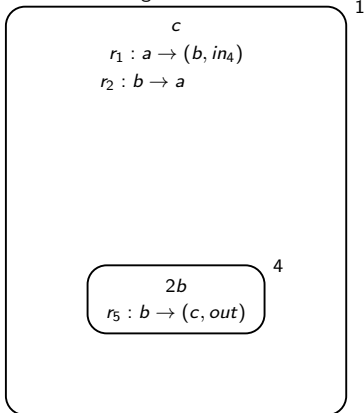 1
c
r₁ : a → (b, in₄)
r₂ : b → a
4
2b
r₅ : b → (c, out)